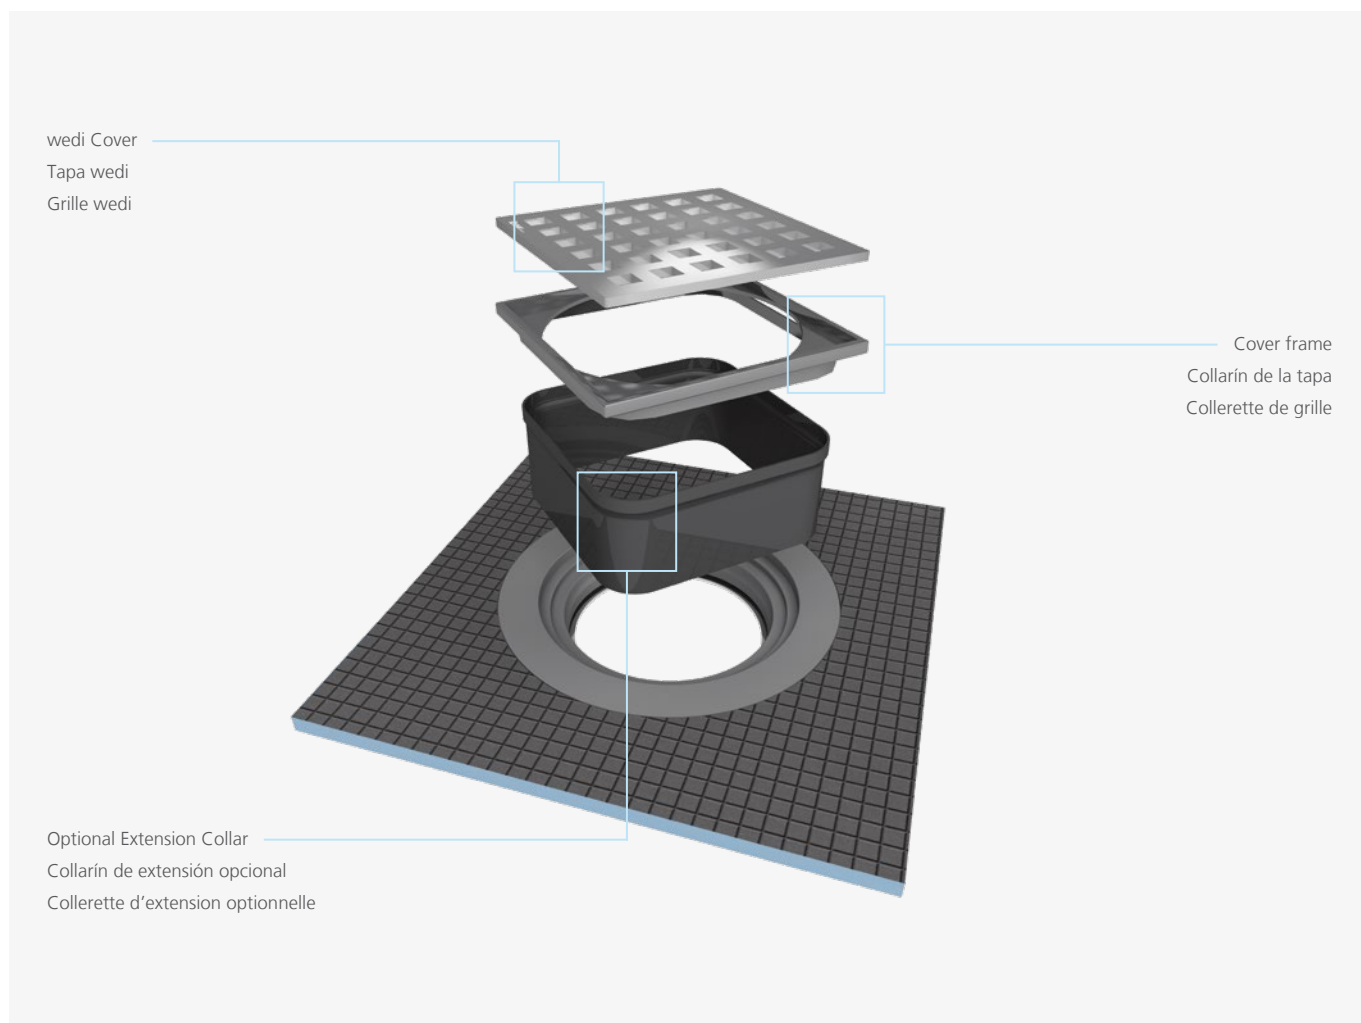 wedi Cover
Tapa wedi
Grille wedi
Cover frame
Collarín de la tapa
Collerette de grille
Optional Extension Collar
Collarín de extensión opcional
Collerette d’extension optionnelle